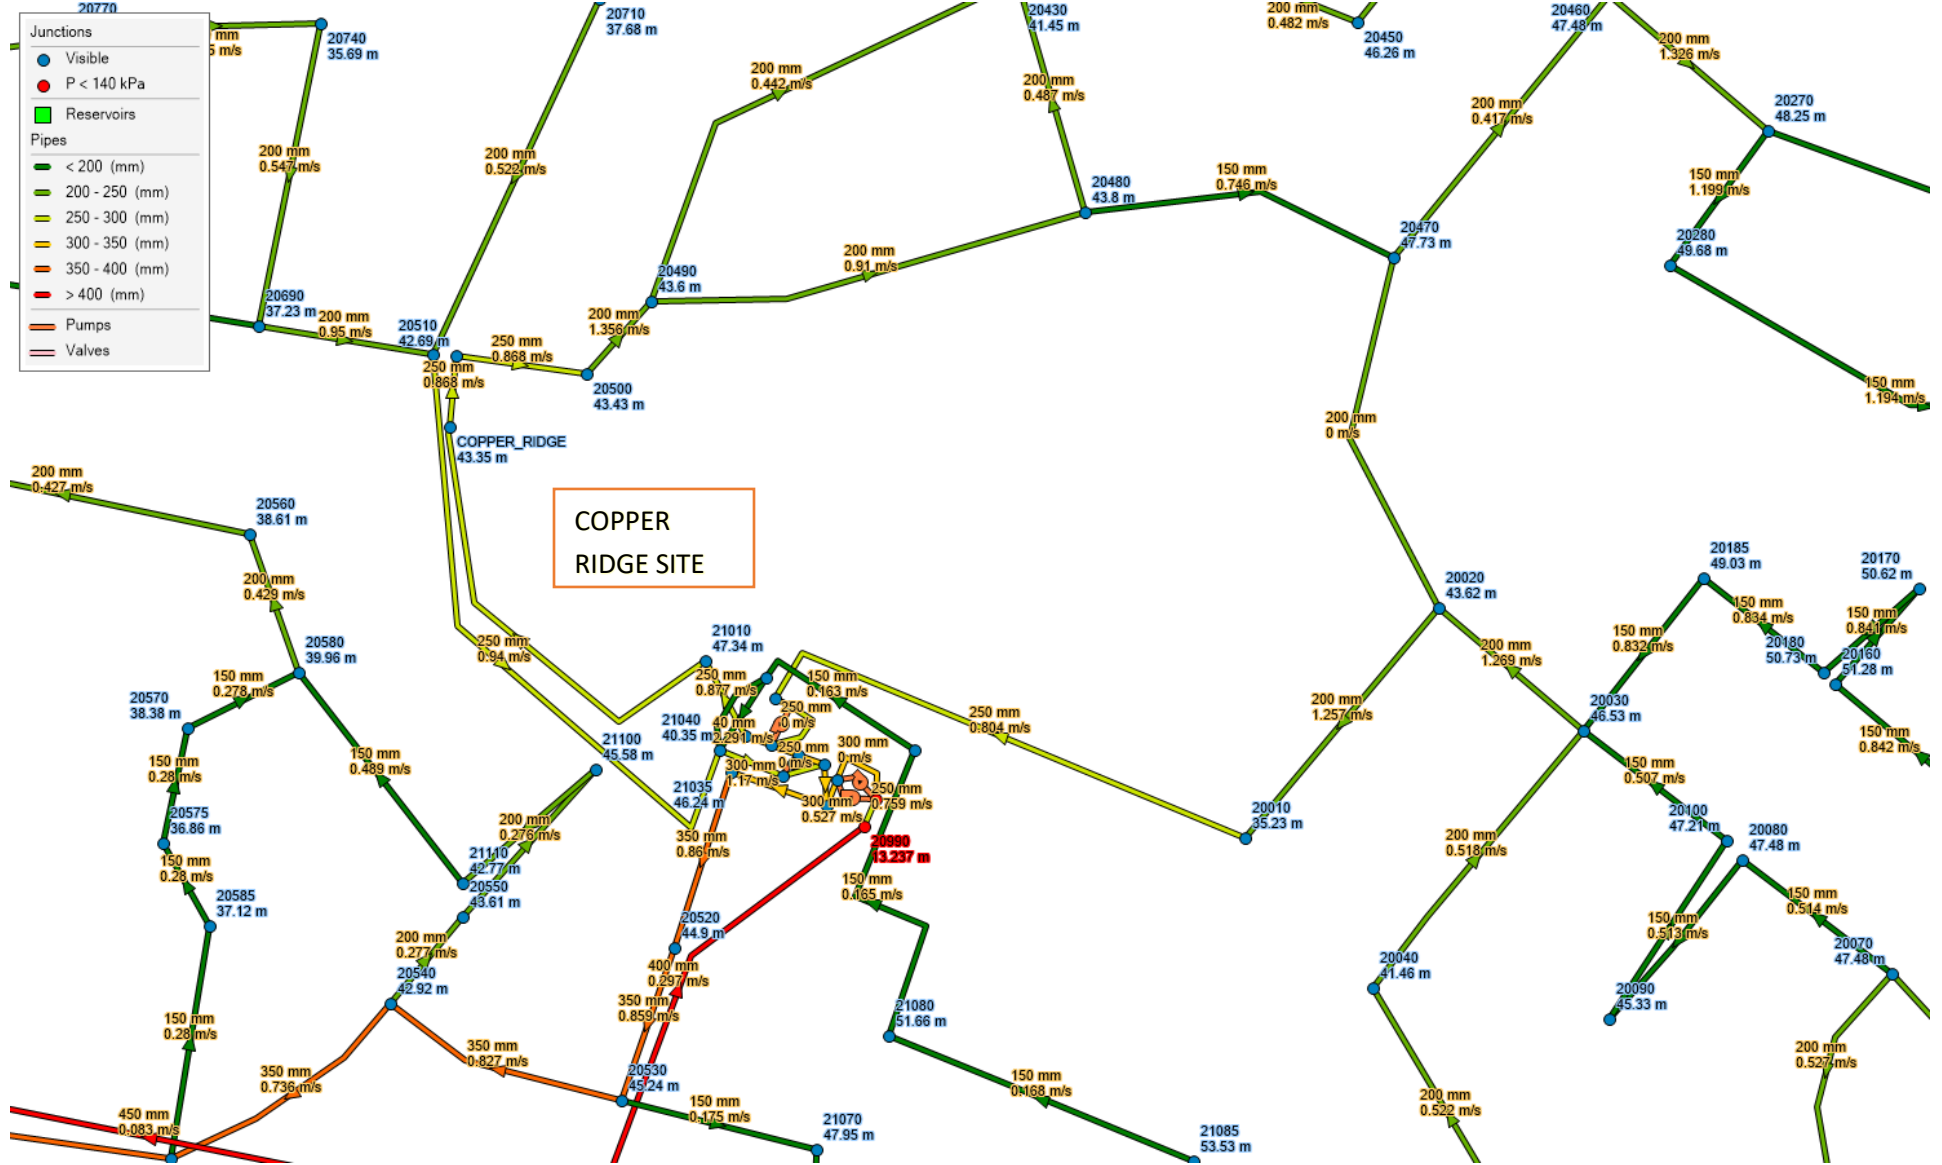 20770
Junctions
Visible
P < 140 kPa
Reservoirs
Pipes
< 200 (mm)
200 - 250 (mm)
250 - 300 (mm)
300 - 350 (mm)
350 - 400 (mm)
> 400 (mm)
Pumps
Valves
mm
5 m/s
20740
35.69 m
20710
37.68 m
20430
41.45 m
200 mm
0.482 m/s
20450
46.26 m
20460
47.48 m
200 mm
1.326 m/s
20270
48.25 m
200 mm
0.442 m/s
200 mm
0.487 m/s
200 mm
0.417 m/s
200 mm
0.547 m/s
200 mm
0.522 m/s
150 mm
1.199 m/s
20480
43.8 m
150 mm
0.746 m/s
20470
47.73 m
20280
49.68 m
200 mm
0.91 m/s
20490
43.6 m
20690
37.23 m
200 mm
0.95 m/s
20510
42.69 m
200 mm
1.356 m/s
250 mm
0.868 m/s
250 mm
0.868 m/s
20500
43.43 m
150 mm
1.194 m/s
200 mm
0 m/s
COPPER_RIDGE
43.35 m
200 mm
0.427 m/s
20560
38.61 m
COPPER
RIDGE SITE
20185
49.03 m
20170
50.62 m
200 mm
0.429 m/s
20020
43.62 m
150 mm
0.834 m/s
150 mm
0.841 m/s
150 mm
0.832 m/s
20180
50.73 m
20160
51.28 m
20580
39.96 m
250 mm
0.94 m/s
21010
47.34 m
200 mm
1.269 m/s
150 mm
0.278 m/s
250 mm
0.877 m/s
150 mm
0.163 m/s
20570
38.38 m
200 mm
1.257 m/s
20030
46.53 m
250 mm
0 m/s
250 mm
0.804 m/s
21040
40.35 m
40 mm
2.291 m/s
150 mm
0.842 m/s
21100
45.58 m
250 mm
0 m/s
300 mm
0 m/s
150 mm
0.489 m/s
150 mm
0.28 m/s
300 mm
1.17 m/s
150 mm
0.507 m/s
21035
46.24 m
250 mm
0.759 m/s
300 mm
0.527 m/s
20575
36.86 m
200 mm
0.276 m/s
20010
35.23 m
20100
47.21 m
20080
47.48 m
350 mm
0.86 m/s
20990
13.237 m
200 mm
0.518 m/s
21110
42.77 m
150 mm
0.28 m/s
150 mm
0.165 m/s
20550
43.61 m
20585
37.12 m
150 mm
0.514 m/s
20520
44.9 m
150 mm
0.513 m/s
200 mm
0.277 m/s
20070
47.48 m
20040
41.46 m
400 mm
0.297 m/s
20540
42.92 m
20090
45.33 m
350 mm
0.859 m/s
21080
51.66 m
150 mm
0.28 m/s
350 mm
0.827 m/s
200 mm
0.527 m/s
20530
45.24 m
350 mm
0.736 m/s
150 mm
0.168 m/s
200 mm
0.522 m/s
150 mm
0.175 m/s
450 mm
0.083 m/s
21070
47.95 m
21085
53.53 m